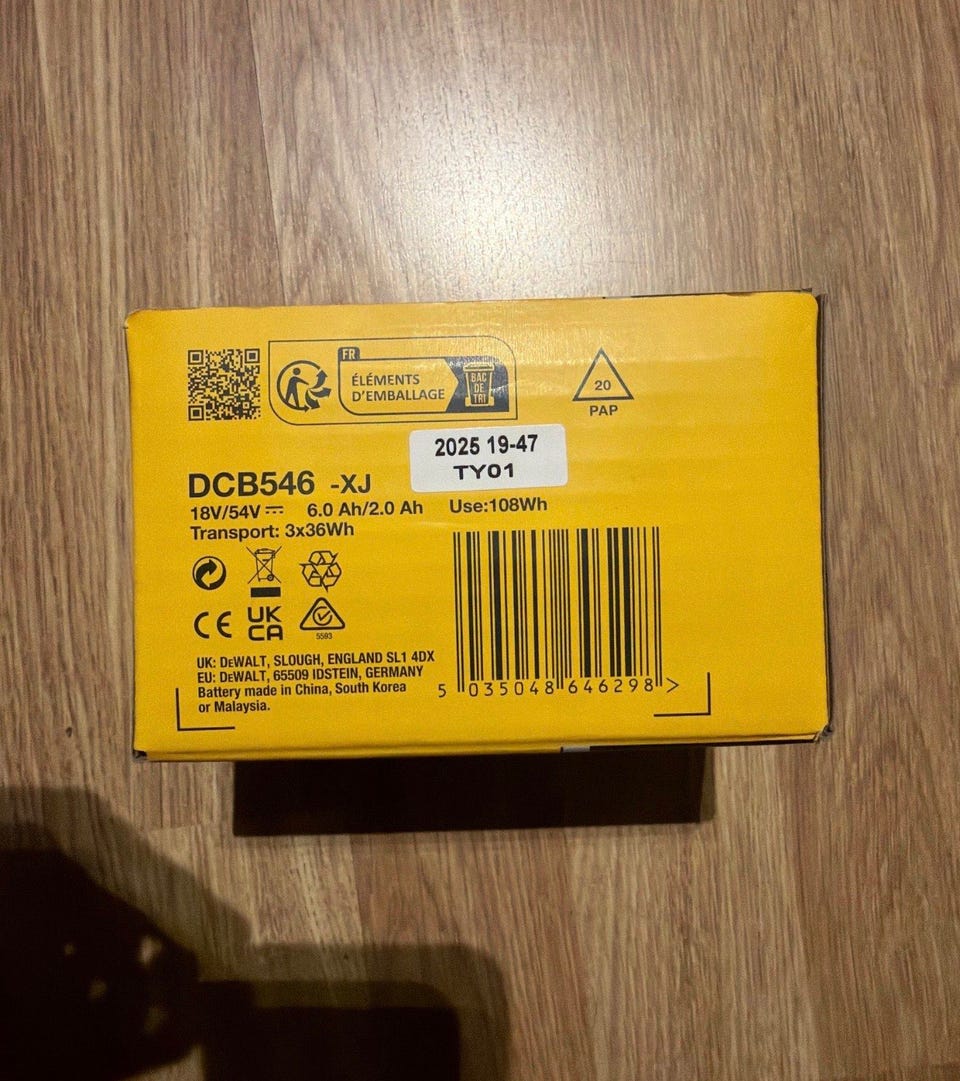 FR
ÉLÉMENTS
D'EMBALLAGE
BAC
DE
TRI
20
PAP
2025 19-47
TY01
DCB546 -XJ
18V/54V 6.0 Ah/2.0 Ah Use:108Wh
Transport: 3x36Wh
CE
UK
CA
5593
UK: DEWALT, SLOUGH, ENGLAND SL1 4DX
EU: DEWALT, 65509 IDSTEIN, GERMANY
Battery made in China, South Korea
or Malaysia.
5 035048 646298 >